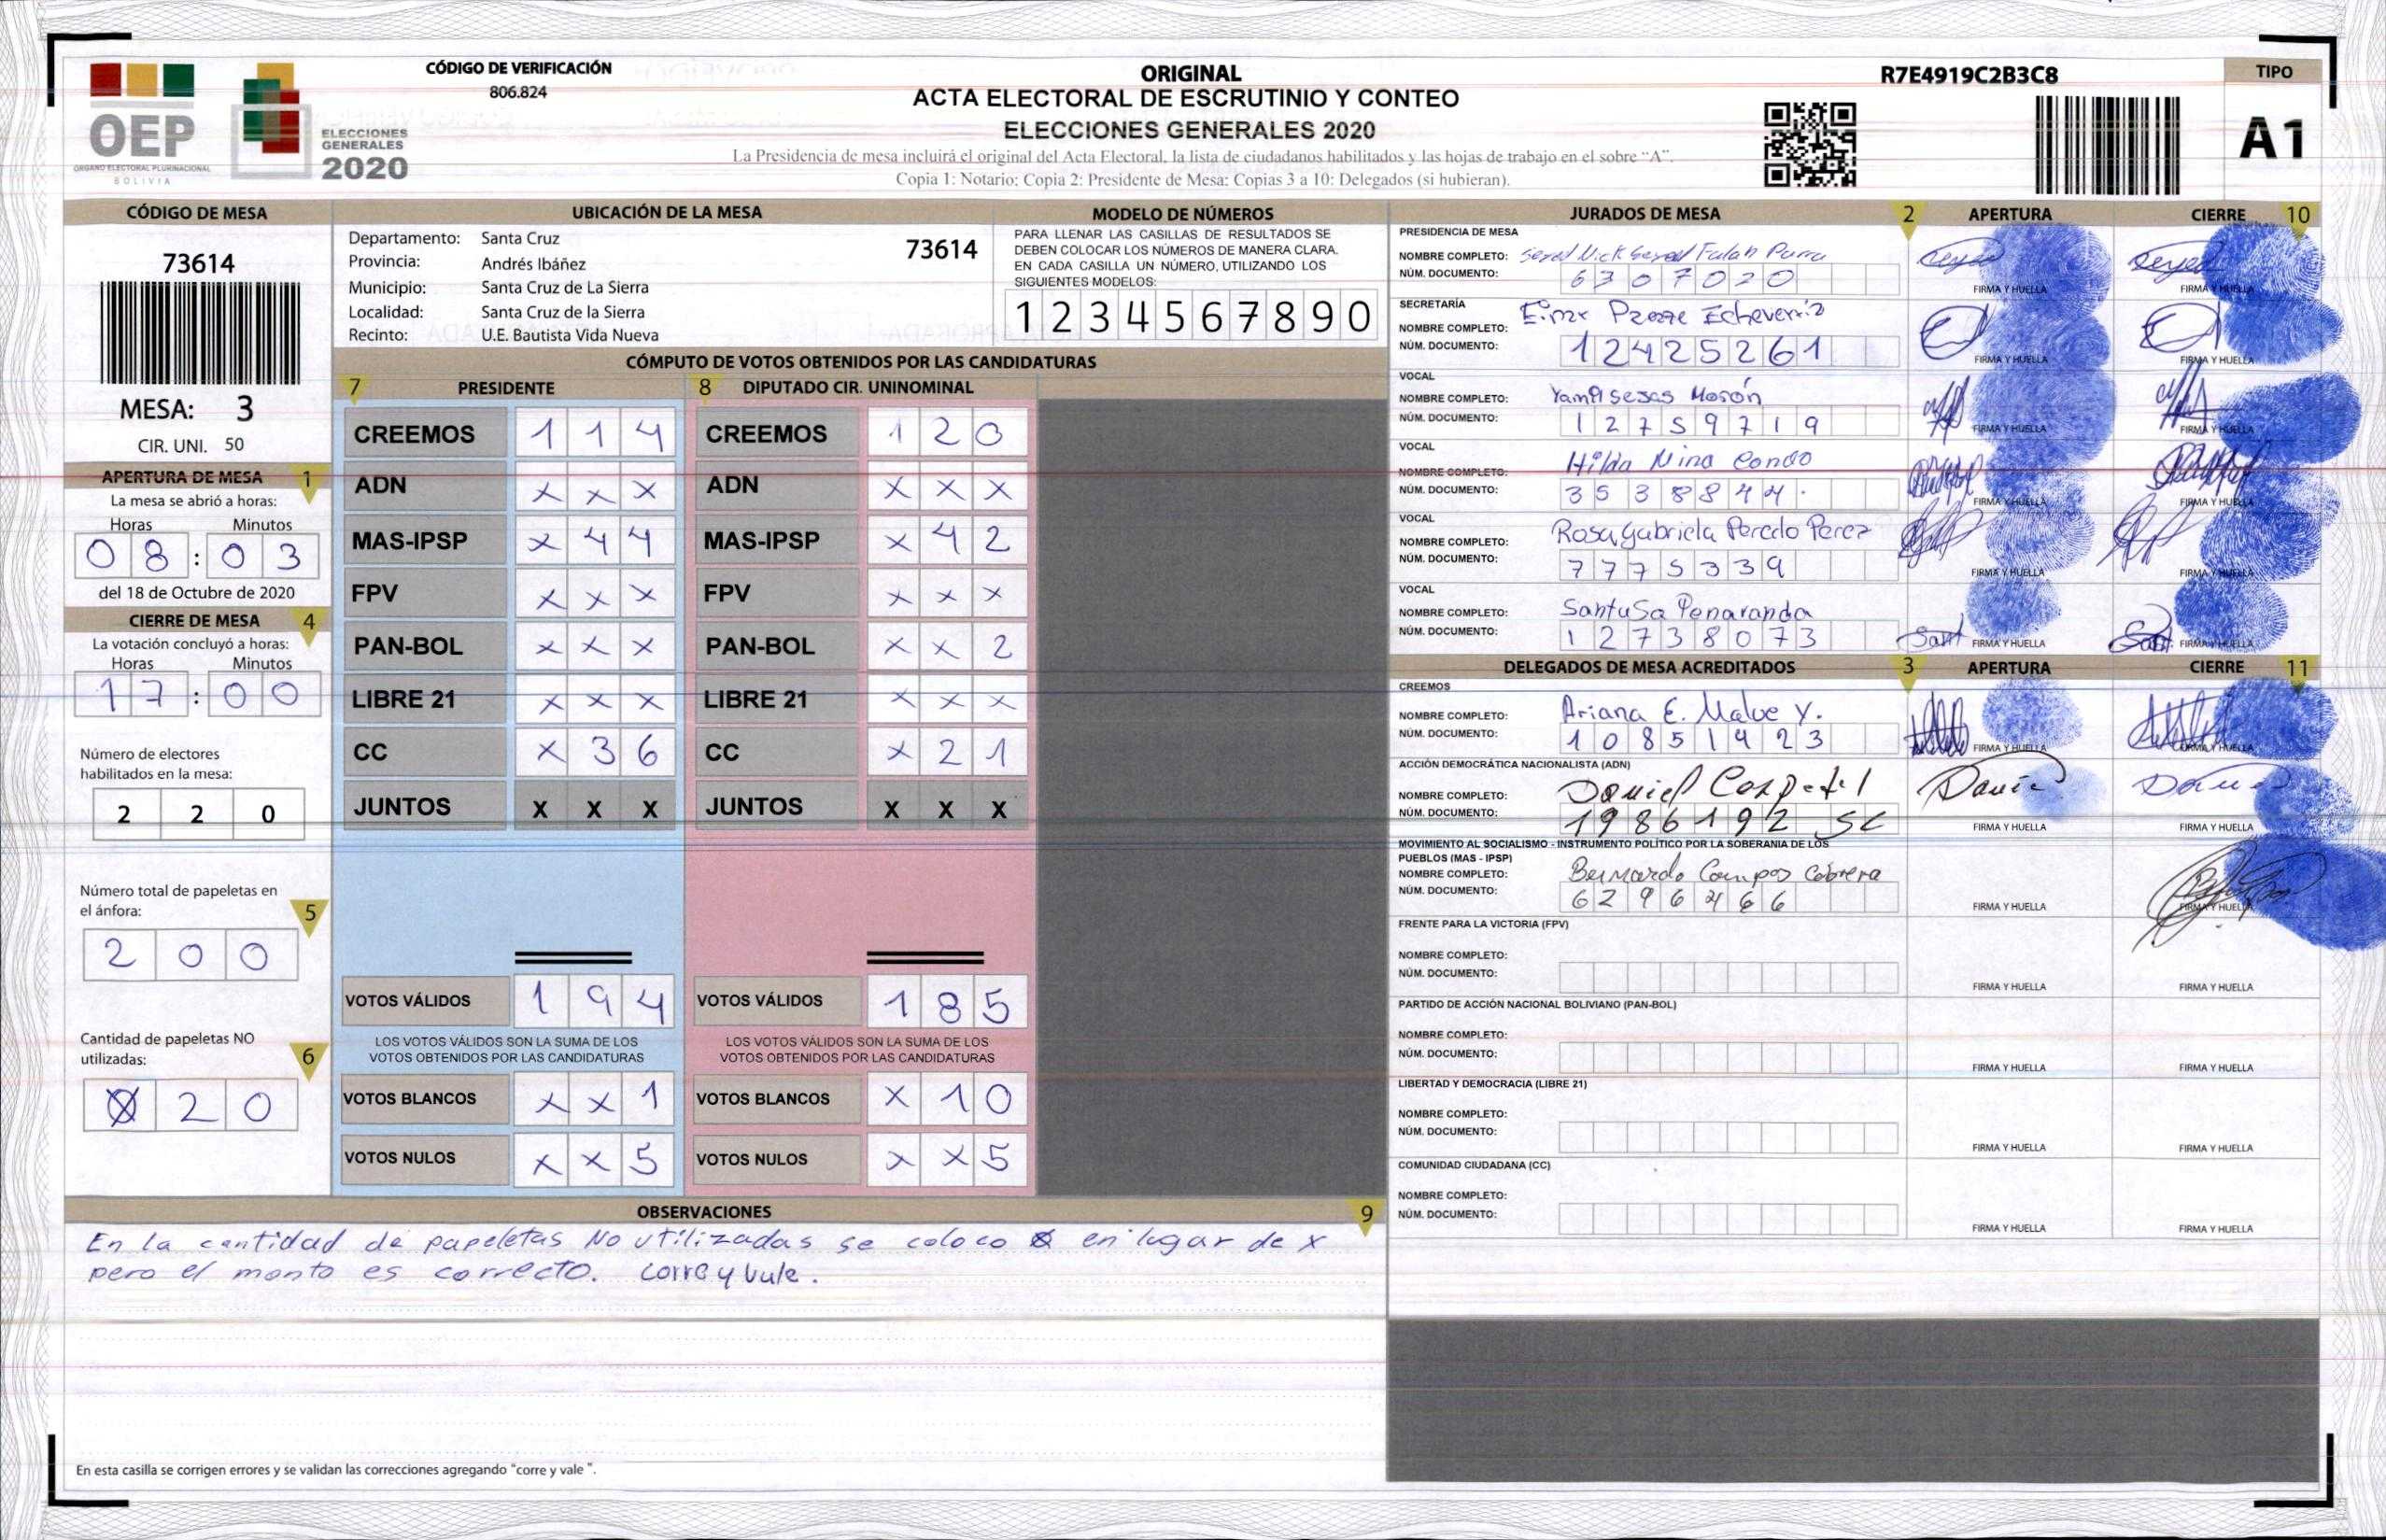 CÓDIGO DE VERIFICACIÓN
806.824
OEP
ORGANO ELECTORAL PLURINACIONAL
BOLIVIA
ELECCIONES
GENERALES
2020
ORIGINAL
ACTA ELECTORAL DE ESCRUTINIO Y CONTEO
ELECCIONES GENERALES 2020
La Presidencia de mesa incluirá el original del Acta Electoral, la lista de ciudadanos habilitados y las hojas de trabajo en el sobre "A".
Copia 1: Notario; Copia 2: Presidente de Mesa; Copias 3 a 10: Delegados (si hubieran).
R7E4919C2B3C8
TIPO
A1
CÓDIGO DE MESA
73614
MESA: 3
CIR. UNI. 50
APERTURA DE MESA 1
La mesa se abrió a horas:
Horas Minutos
0 8 : 0 3
del 18 de Octubre de 2020
CIERRE DE MESA 4
La votación concluyó a horas:
Horas Minutos
1 7 : 0 0
Número de electores
habilitados en la mesa:
2 2 0
Número total de papeletas en
el ánfora: 5
2 0 0
Cantidad de papeletas NO
utilizadas: 6
2 0
UBICACIÓN DE LA MESA
Departamento: Santa Cruz 73614
Provincia: Andrés Ibáñez
Municipio: Santa Cruz de La Sierra
Localidad: Santa Cruz de la Sierra
Recinto: U.E. Bautista Vida Nueva
MODELO DE NÚMEROS
PARA LLENAR LAS CASILLAS DE RESULTADOS SE
DEBEN COLOCAR LOS NÚMEROS DE MANERA CLARA.
EN CADA CASILLA UN NÚMERO, UTILIZANDO LOS
SIGUIENTES MODELOS:
1 2 3 4 5 6 7 8 9 0
CÓMPUTO DE VOTOS OBTENIDOS POR LAS CANDIDATURAS
7 PRESIDENTE 8 DIPUTADO CIR. UNINOMINAL
CREEMOS 1 1 4 CREEMOS 1 2 0
ADN X X X ADN X X X
MAS-IPSP X 4 4 MAS-IPSP X 4 2
FPV X X X FPV X X X
PAN-BOL X X X PAN-BOL X X 2
LIBRE 21 X X X LIBRE 21 X X X
CC X 3 6 CC X 2 1
JUNTOS X X X JUNTOS X X X
VOTOS VÁLIDOS 1 9 4 VOTOS VÁLIDOS 1 8 5
LOS VOTOS VÁLIDOS SON LA SUMA DE LOS LOS VOTOS VÁLIDOS SON LA SUMA DE LOS
VOTOS OBTENIDOS POR LAS CANDIDATURAS VOTOS OBTENIDOS POR LAS CANDIDATURAS
VOTOS BLANCOS X X 1 VOTOS BLANCOS X 1 0
VOTOS NULOS X X 5 VOTOS NULOS X X 5
OBSERVACIONES 9
En la cantidad de papeletas No utilizadas se coloco en lugar de x
pero el monto es correcto. corre y vale.
En esta casilla se corrigen errores y se validan las correcciones agregando "corre y vale ".
JURADOS DE MESA 2 APERTURA CIERRE 10
PRESIDENCIA DE MESA
NOMBRE COMPLETO: Seyed Nick Seyed Falah Parra
NÚM. DOCUMENTO: 6 3 0 7 0 2 0 FIRMA Y HUELLA FIRMA Y HUELLA
SECRETARÍA
NOMBRE COMPLETO: Echeverria
NÚM. DOCUMENTO: 1 2 4 2 5 2 6 1 FIRMA Y HUELLA FIRMA Y HUELLA
VOCAL
NOMBRE COMPLETO: Morón
NÚM. DOCUMENTO: 1 2 7 5 9 7 1 9 FIRMA Y HUELLA FIRMA Y HUELLA
VOCAL
NOMBRE COMPLETO: Hilda Nina Condo
NÚM. DOCUMENTO: 3 5 3 8 8 4 4 FIRMA Y HUELLA FIRMA Y HUELLA
VOCAL
NOMBRE COMPLETO: Rosa Gabriela Peredo Perez
NÚM. DOCUMENTO: 7 7 7 5 3 3 9 FIRMA Y HUELLA FIRMA Y HUELLA
VOCAL
NOMBRE COMPLETO: Santusa Penaranda
NÚM. DOCUMENTO: 1 2 7 3 8 0 7 3 FIRMA Y HUELLA FIRMA Y HUELLA
DELEGADOS DE MESA ACREDITADOS 3 APERTURA CIERRE 11
CREEMOS
NOMBRE COMPLETO: Ariana E. Malue Y.
NÚM. DOCUMENTO: 1 0 8 5 1 4 2 3 FIRMA Y HUELLA FIRMA Y HUELLA
ACCIÓN DEMOCRÁTICA NACIONALISTA (ADN)
NOMBRE COMPLETO: Daniel
NÚM. DOCUMENTO: 1 9 8 6 1 9 2 SC FIRMA Y HUELLA FIRMA Y HUELLA
MOVIMIENTO AL SOCIALISMO - INSTRUMENTO POLÍTICO POR LA SOBERANIA DE LOS
PUEBLOS (MAS - IPSP)
NOMBRE COMPLETO: Bernardo Campos Cabrera
NÚM. DOCUMENTO: 6 2 9 6 4 6 6 FIRMA Y HUELLA FIRMA Y HUELLA
FRENTE PARA LA VICTORIA (FPV)
NOMBRE COMPLETO:
NÚM. DOCUMENTO: FIRMA Y HUELLA FIRMA Y HUELLA
PARTIDO DE ACCIÓN NACIONAL BOLIVIANO (PAN-BOL)
NOMBRE COMPLETO:
NÚM. DOCUMENTO: FIRMA Y HUELLA FIRMA Y HUELLA
LIBERTAD Y DEMOCRACIA (LIBRE 21)
NOMBRE COMPLETO:
NÚM. DOCUMENTO: FIRMA Y HUELLA FIRMA Y HUELLA
COMUNIDAD CIUDADANA (CC)
NOMBRE COMPLETO:
NÚM. DOCUMENTO: FIRMA Y HUELLA FIRMA Y HUELLA